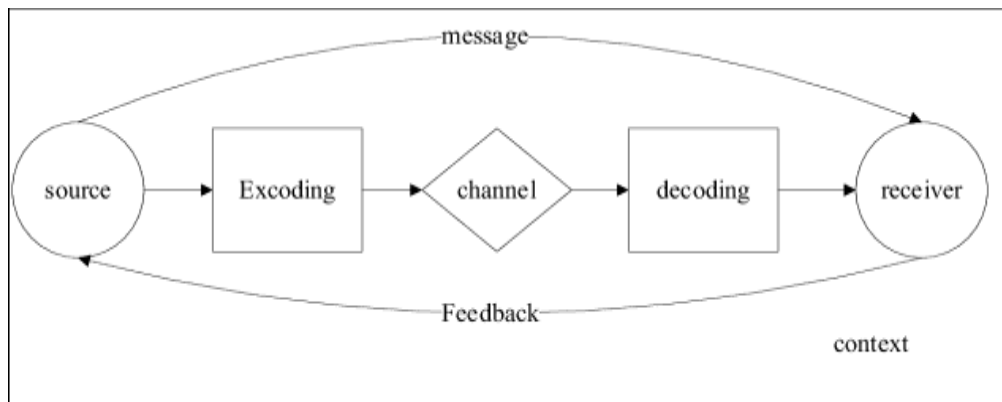 message
source
Excoding
channel
decoding
receiver
Feedback
context